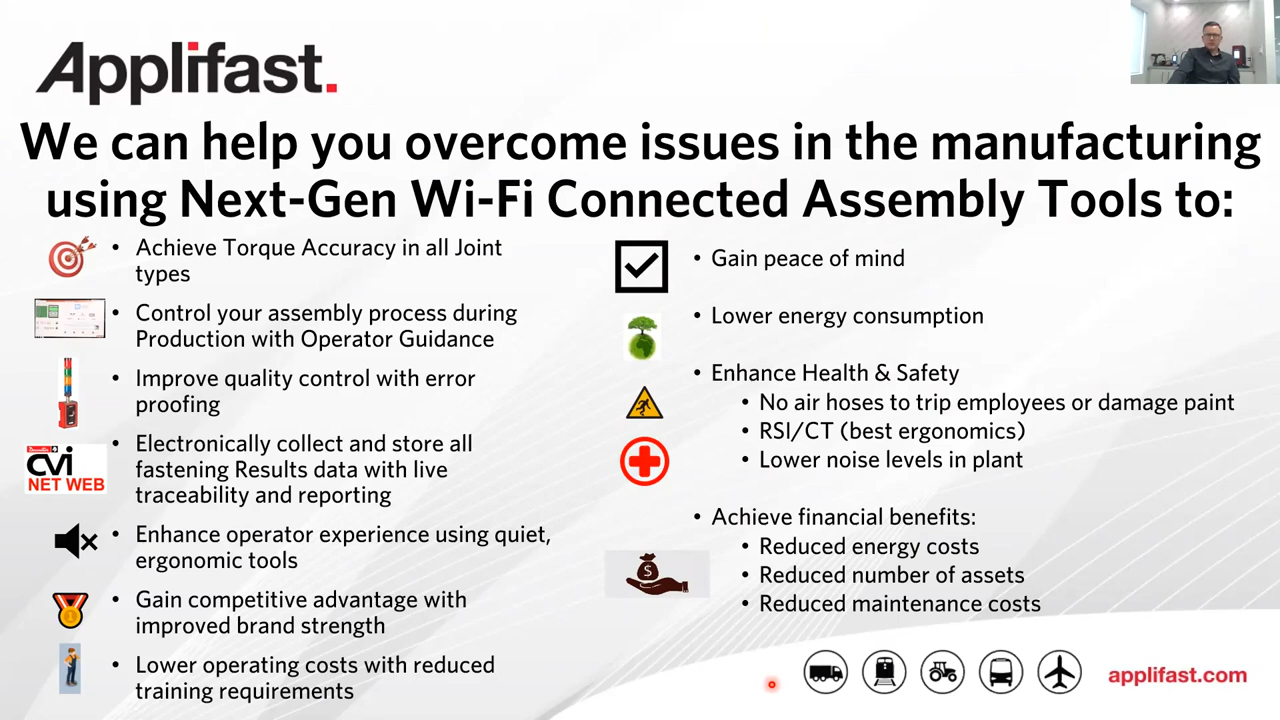 Applifast.
We can help you overcome issues in the manufacturing
using Next-Gen Wi-Fi Connected Assembly Tools to:
• Achieve Torque Accuracy in all Joint
types
• Control your assembly process during
Production with Operator Guidance
• Improve quality control with error
proofing
CVI
NET WEB
• Electronically collect and store all
fastening Results data with live
traceability and reporting
• Enhance operator experience using quiet,
ergonomic tools
• Gain competitive advantage with
improved brand strength
• Lower operating costs with reduced
training requirements
• Gain peace of mind
• Lower energy consumption
• Enhance Health & Safety
• No air hoses to trip employees or damage paint
• RSI/CT (best ergonomics)
• Lower noise levels in plant
• Achieve financial benefits:
$
• Reduced energy costs
• Reduced number of assets
• Reduced maintenance costs
applifast.com